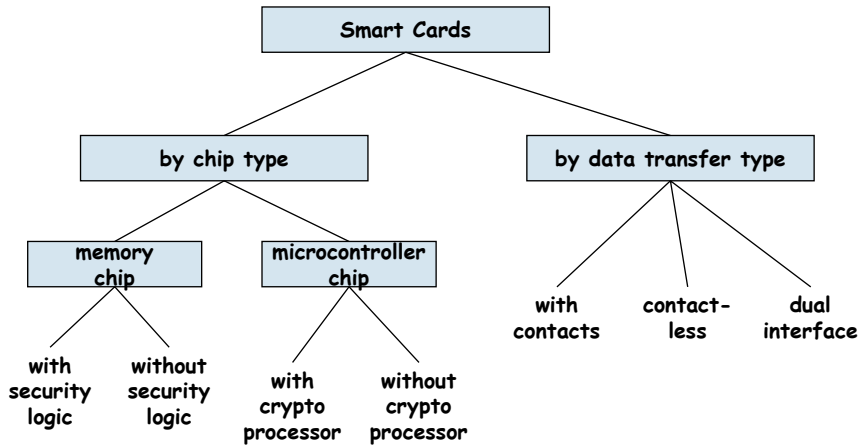 Smart Cards
by chip type
by data transfer type
memory
chip
microcontroller
chip
with
contacts
contact-
less
dual
interface
with
security
logic
without
security
logic
with
crypto
processor
without
crypto
processor